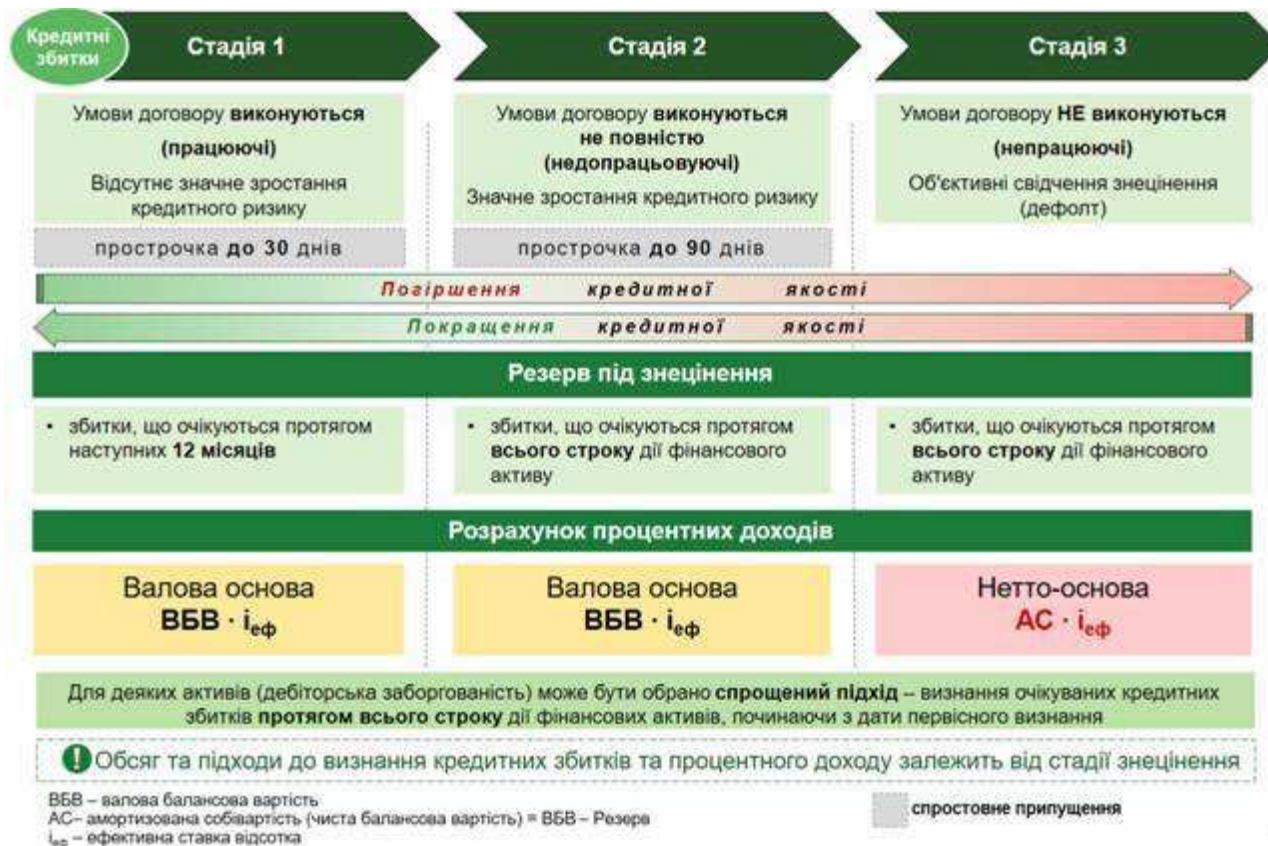 Кредитні
збитки
Стадія 1
Стадія 2
Стадія 3
Умови договору виконуються
(працюючі)
Відсутнє значне зростання
кредитного ризику
прострочка до 30 днів
Умови договору виконуються
не повністю
(недопрацьовуючі)
Значне зростання кредитного ризику
прострочка до 90 днів
Умови договору НЕ виконуються
(непрацюючі)
Об'єктивні свідчення знецінення
(дефолт)
Погіршення кредитної якості
Покращення кредитної якості
Резерв під знецінення
• збитки, що очікуються протягом
наступних 12 місяців
• збитки, що очікуються протягом
всього строку дії фінансового
активу
• збитки, що очікуються протягом
всього строку дії фінансового
активу
Розрахунок процентних доходів
Валова основа
ВБВ · iеф
Валова основа
ВБВ · iеф
Нетто-основа
АС · iеф
Для деяких активів (дебіторська заборгованість) може бути обрано спрощений підхід – визнання очікуваних кредитних
збитків протягом всього строку дії фінансових активів, починаючи з дати первісного визнання
! Обсяг та підходи до визнання кредитних збитків та процентного доходу залежить від стадії знецінення
ВБВ – валова балансова вартість
АС– амортизована собівартість (чиста балансова вартість) = ВБВ – Резерв
iеф – ефективна ставка відсотка
спростовне припущення